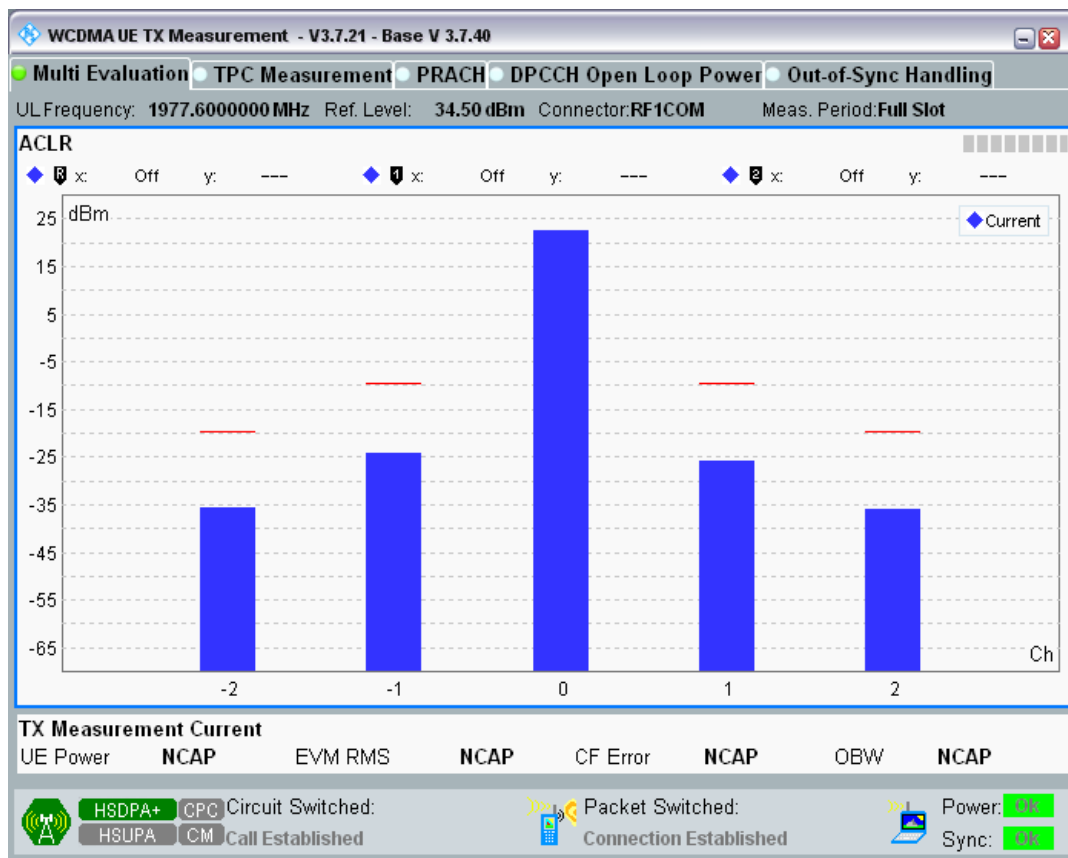 WCDMA UE TX Measurement - V3.7.21 - Base V 3.7.40
Multi Evaluation TPC Measurement PRACH DPCCH Open Loop Power Out-of-Sync Handling
UL Frequency: 1977.6000000 MHz Ref. Level: 34.50 dBm Connector:RF1COM Meas. Period:Full Slot
ACLR
R x: Off y: --- 1 x: Off y: --- 2 x: Off y: ---
dBm
Current
25
15
5
-5
-15
-25
-35
-45
-55
-65
Ch
-2 -1 0 1 2
TX Measurement Current
UE Power NCAP EVM RMS NCAP CF Error NCAP OBW NCAP
HSDPA+ CPC Circuit Switched: Packet Switched: Power: OK
HSUPA CM Call Established Connection Established Sync: OK